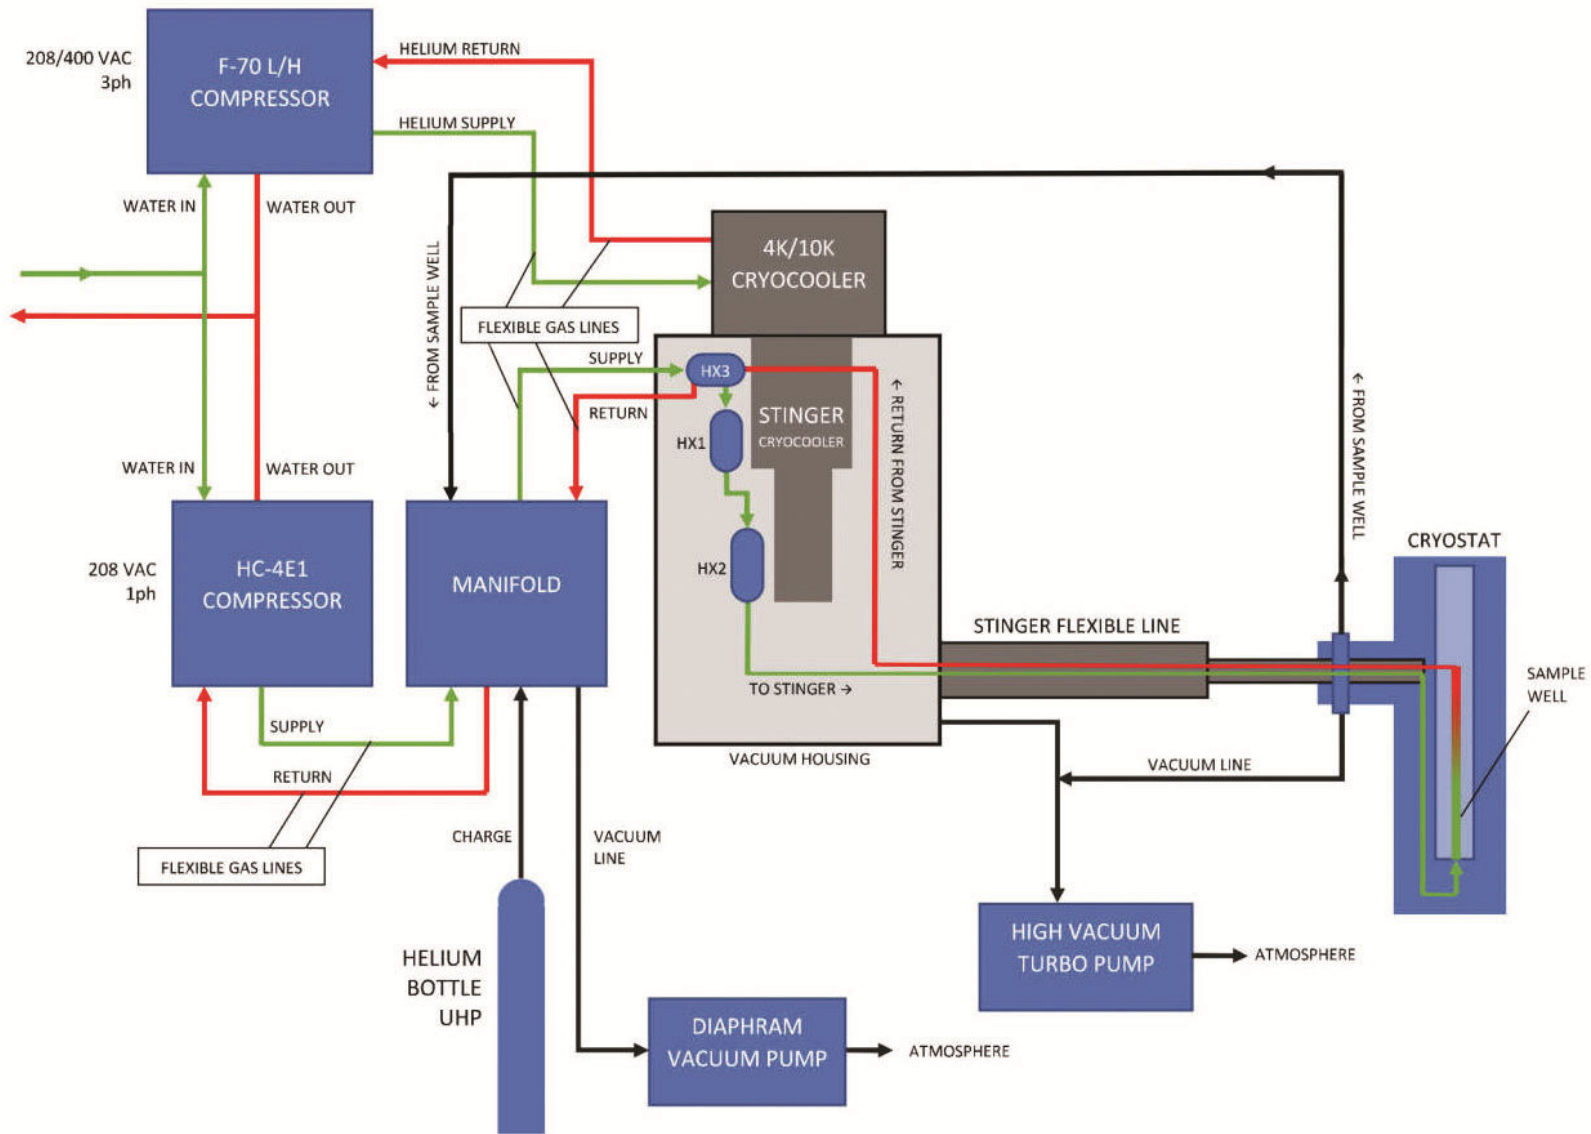 208/400 VAC
3ph
F-70 L/H
COMPRESSOR
HELIUM RETURN
HELIUM SUPPLY
WATER IN
WATER OUT
4K/10K
CRYOCOOLER
← FROM SAMPLE WELL
FLEXIBLE GAS LINES
SUPPLY
HX3
RETURN
STINGER
CRYOCOOLER
HX1
← RETURN FROM STINGER
← FROM SAMPLE WELL
WATER IN
WATER OUT
208 VAC
1ph
HC-4E1
COMPRESSOR
MANIFOLD
HX2
CRYOSTAT
STINGER FLEXIBLE LINE
TO STINGER →
SAMPLE
WELL
SUPPLY
RETURN
VACUUM HOUSING
VACUUM LINE
FLEXIBLE GAS LINES
CHARGE
VACUUM
LINE
HELIUM
BOTTLE
UHP
HIGH VACUUM
TURBO PUMP
ATMOSPHERE
DIAPHRAM
VACUUM PUMP
ATMOSPHERE